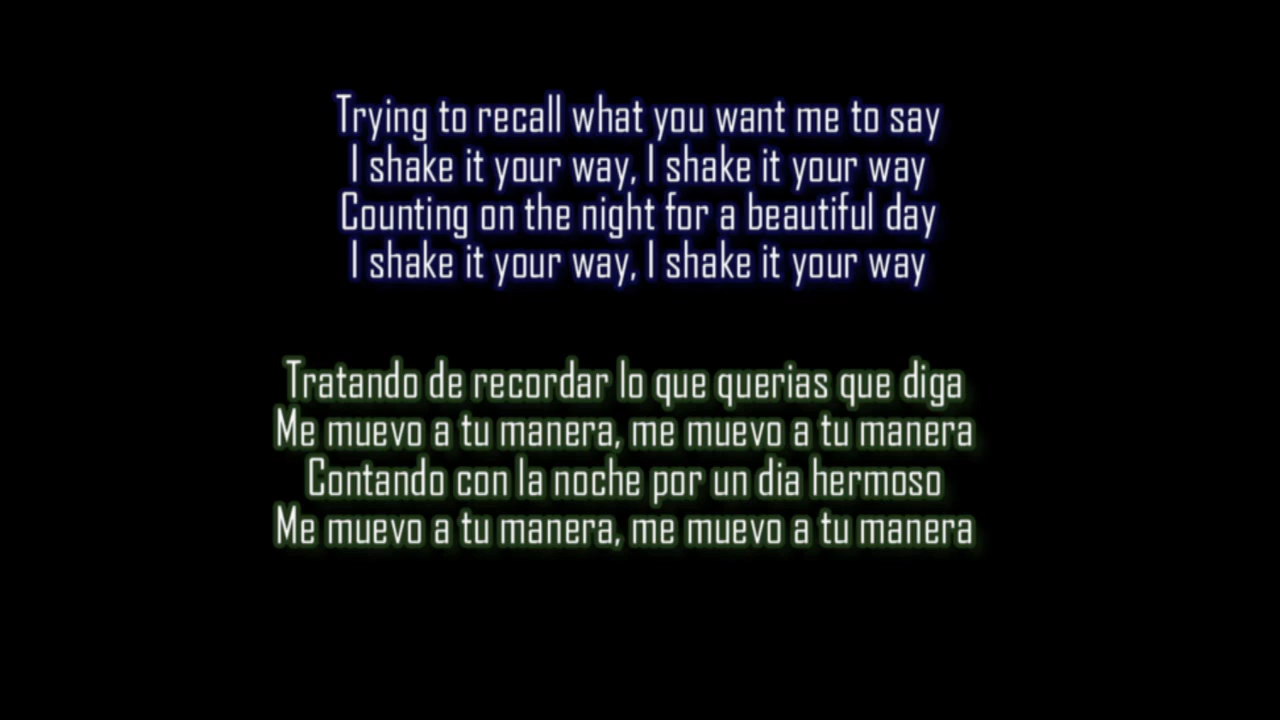 Trying to recall what you want me to say
I shake it your way, I shake it your way
Counting on the night for a beautiful day
I shake it your way, I shake it your way
Tratando de recordar lo que querias que diga
Me muevo a tu manera, me muevo a tu manera
Contando con la noche por un dia hermoso
Me muevo a tu manera, me muevo a tu manera